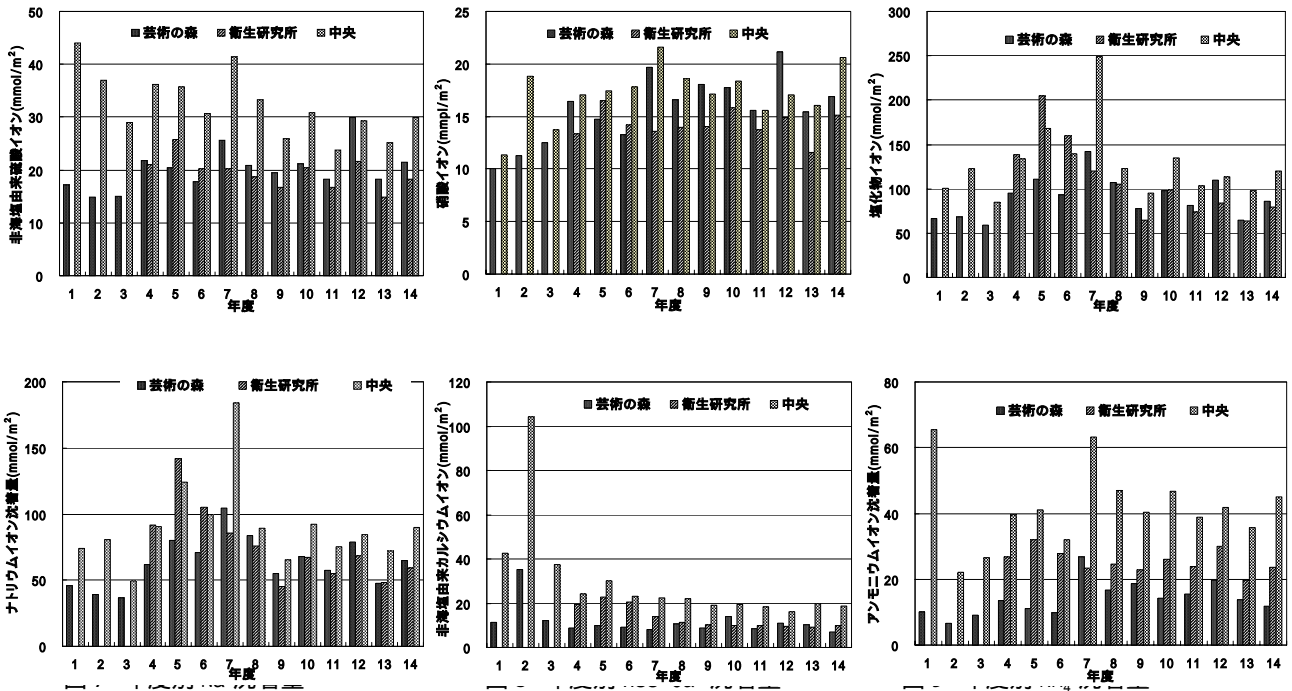 非海塩由来硫酸イオン(mmol/m²)
50
40
30
20
10
0
芸術の森 衛生研究所 中央
1 2 3 4 5 6 7 8 9 10 11 12 13 14
年度
硝酸イオン(mmpl/m²)
25
20
15
10
5
0
芸術の森 衛生研究所 中央
1 2 3 4 5 6 7 8 9 10 11 12 13 14
年度
塩化物イオン(mmol/m²)
300
250
200
150
100
50
0
芸術の森 衛生研究所 中央
1 2 3 4 5 6 7 8 9 10 11 12 13 14
年度
ナトリウムイオン沈着量(mmol/m²)
200
150
100
50
0
芸術の森 衛生研究所 中央
1 2 3 4 5 6 7 8 9 10 11 12 13 14
年度
非海塩由来カルシウムイオン(mmol/m²)
120
100
80
60
40
20
0
芸術の森 衛生研究所 中央
1 2 3 4 5 6 7 8 9 10 11 12 13 14
年度
アンモニウムイオン沈着量(mmol/m²)
80
60
40
20
0
芸術の森 衛生研究所 中央
1 2 3 4 5 6 7 8 9 10 11 12 13 14
年度